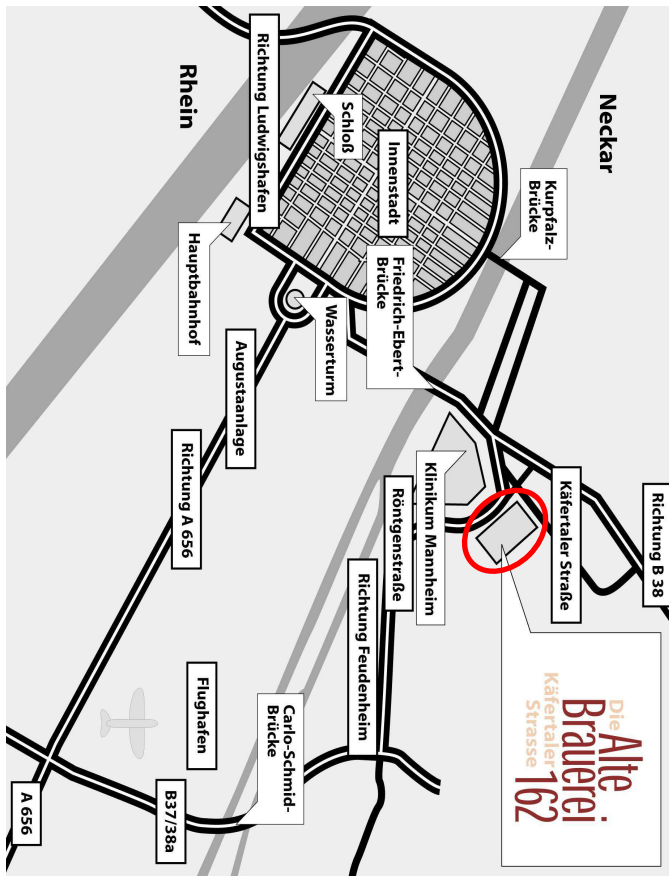 Richtung B 38
Die Alte
Brauerei
Käfertaler
Strasse
162
Neckar
Käfertaler Straße
Kurpfalz-
Brücke
Klinikum Mannheim
Röntgenstraße
Innenstadt
Friedrich-Ebert-
Brücke
Richtung Feudenheim
Schloß
Wasserturm
Carlo-Schmid-
Brücke
Richtung Ludwigshafen
Augustaanlage
Flughafen
Rhein
Hauptbahnhof
Richtung A 656
B37/38a
A 656